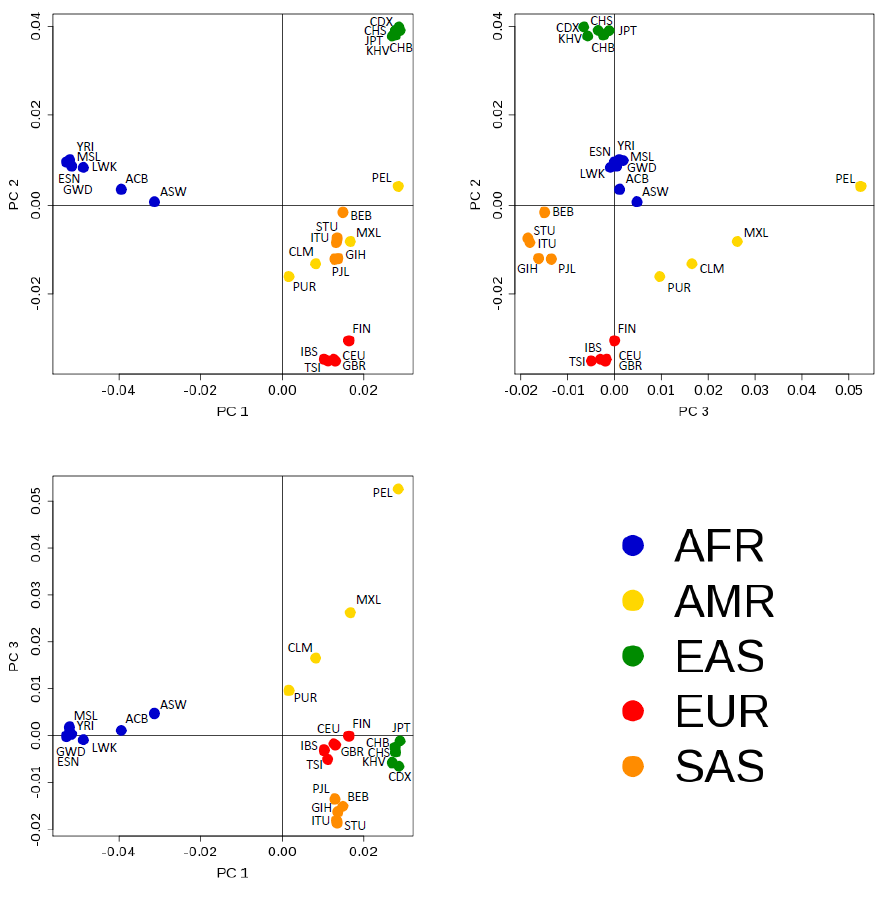 0.04
0.02
0.00
-0.02
PC 2
CDX
CHS
JPT
CHB
KHV
YRI
MSL
LWK
ESN
GWD
ACB
ASW
PEL
BEB
STU
ITU
MXL
CLM
GIH
PJL
PUR
FIN
IBS
CEU
TSI
GBR
-0.04 -0.02 0.00 0.02
PC 1
0.04
0.02
0.00
-0.02
PC 2
CHS
CDX
JPT
KHV
CHB
YRI
ESN
MSL
GWD
LWK
ACB
ASW
PEL
BEB
STU
ITU
MXL
GIH
PJL
CLM
PUR
FIN
IBS
CEU
TSI
GBR
-0.02 -0.01 0.00 0.01 0.02 0.03 0.04 0.05
PC 3
0.05
0.04
0.03
0.02
0.01
0.00
-0.01
-0.02
PC 3
PEL
MXL
CLM
PUR
ASW
MSL
ACB
YRI
LWK
GWD
ESN
FIN
CEU
JPT
IBS
GBR
CHB
CHS
TSI
KHV
CDX
PJL
BEB
GIH
ITU
STU
-0.04 -0.02 0.00 0.02
PC 1
AFR
AMR
EAS
EUR
SAS